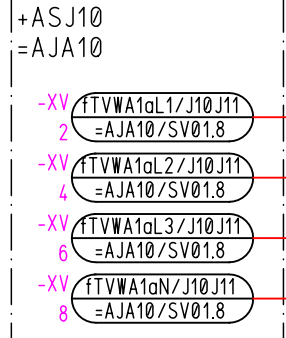 +ASJ10
=AJA10
-XV fTVWA1aL1/J10J11
2 =AJA10/SV01.8
-XV fTVWA1aL2/J10J11
4 =AJA10/SV01.8
-XV fTVWA1aL3/J10J11
6 =AJA10/SV01.8
-XV fTVWA1aN/J10J11
8 =AJA10/SV01.8